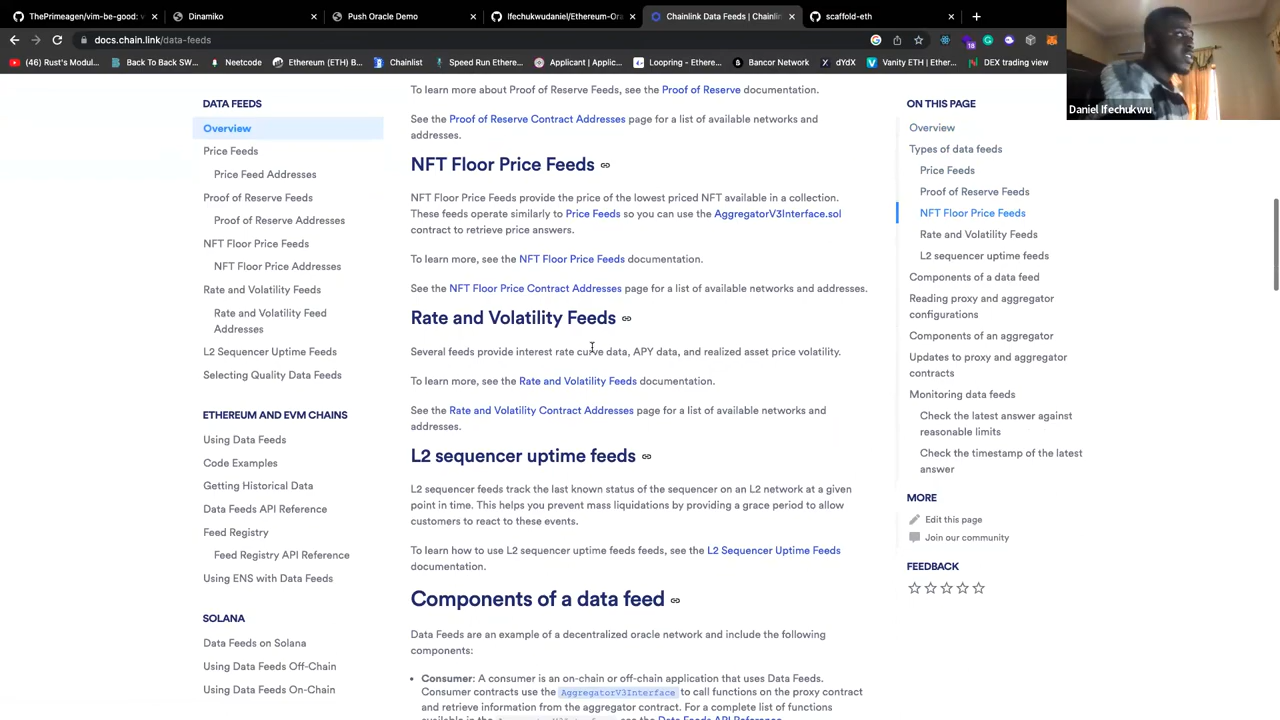 ThePrimeagen/vim-be-good: v
Dinamiko
Push Oracle Demo
Ifechukwudaniel/Ethereum-Or
Chainlink Data Feeds | Chainlin
scaffold-eth
docs.chain.link/data-feeds
18
(46) Rust's Modul...
Back To Back SW...
Neetcode
Ethereum (ETH) B...
Chainlist
Speed Run Ethere...
Applicant | Applic...
Loopring - Ethere...
Bancor Network
dYdX
Vanity ETH | Ether...
DEX trading view
Daniel Ifechukwu
DATA FEEDS
Overview
Price Feeds
Price Feed Addresses
Proof of Reserve Feeds
Proof of Reserve Addresses
NFT Floor Price Feeds
NFT Floor Price Addresses
Rate and Volatility Feeds
Rate and Volatility Feed
Addresses
L2 Sequencer Uptime Feeds
Selecting Quality Data Feeds
ETHEREUM AND EVM CHAINS
Using Data Feeds
Code Examples
Getting Historical Data
Data Feeds API Reference
Feed Registry
Feed Registry API Reference
Using ENS with Data Feeds
SOLANA
Data Feeds on Solana
Using Data Feeds Off-Chain
Using Data Feeds On-Chain
To learn more about Proof of Reserve Feeds, see the Proof of Reserve documentation.
See the Proof of Reserve Contract Addresses page for a list of available networks and
addresses.
NFT Floor Price Feeds
NFT Floor Price Feeds provide the price of the lowest priced NFT available in a collection.
These feeds operate similarly to Price Feeds so you can use the AggregatorV3Interface.sol
contract to retrieve price answers.
To learn more, see the NFT Floor Price Feeds documentation.
See the NFT Floor Price Contract Addresses page for a list of available networks and addresses.
Rate and Volatility Feeds
Several feeds provide interest rate curve data, APY data, and realized asset price volatility.
To learn more, see the Rate and Volatility Feeds documentation.
See the Rate and Volatility Contract Addresses page for a list of available networks and
addresses.
L2 sequencer uptime feeds
L2 sequencer feeds track the last known status of the sequencer on an L2 network at a given
point in time. This helps you prevent mass liquidations by providing a grace period to allow
customers to react to these events.
To learn how to use L2 sequencer uptime feeds feeds, see the L2 Sequencer Uptime Feeds
documentation.
Components of a data feed
Data Feeds are an example of a decentralized oracle network and include the following
components:
• Consumer: A consumer is an on-chain or off-chain application that uses Data Feeds.
Consumer contracts use the AggregatorV3Interface to call functions on the proxy contract
and retrieve information from the aggregator contract. For a complete list of functions
available in the AggregatorV3Interface, see the Data Feeds API Reference.
ON THIS PAGE
Overview
Types of data feeds
Price Feeds
Proof of Reserve Feeds
NFT Floor Price Feeds
Rate and Volatility Feeds
L2 sequencer uptime feeds
Components of a data feed
Reading proxy and aggregator
configurations
Components of an aggregator
Updates to proxy and aggregator
contracts
Monitoring data feeds
Check the latest answer against
reasonable limits
Check the timestamp of the latest
answer
MORE
Edit this page
Join our community
FEEDBACK